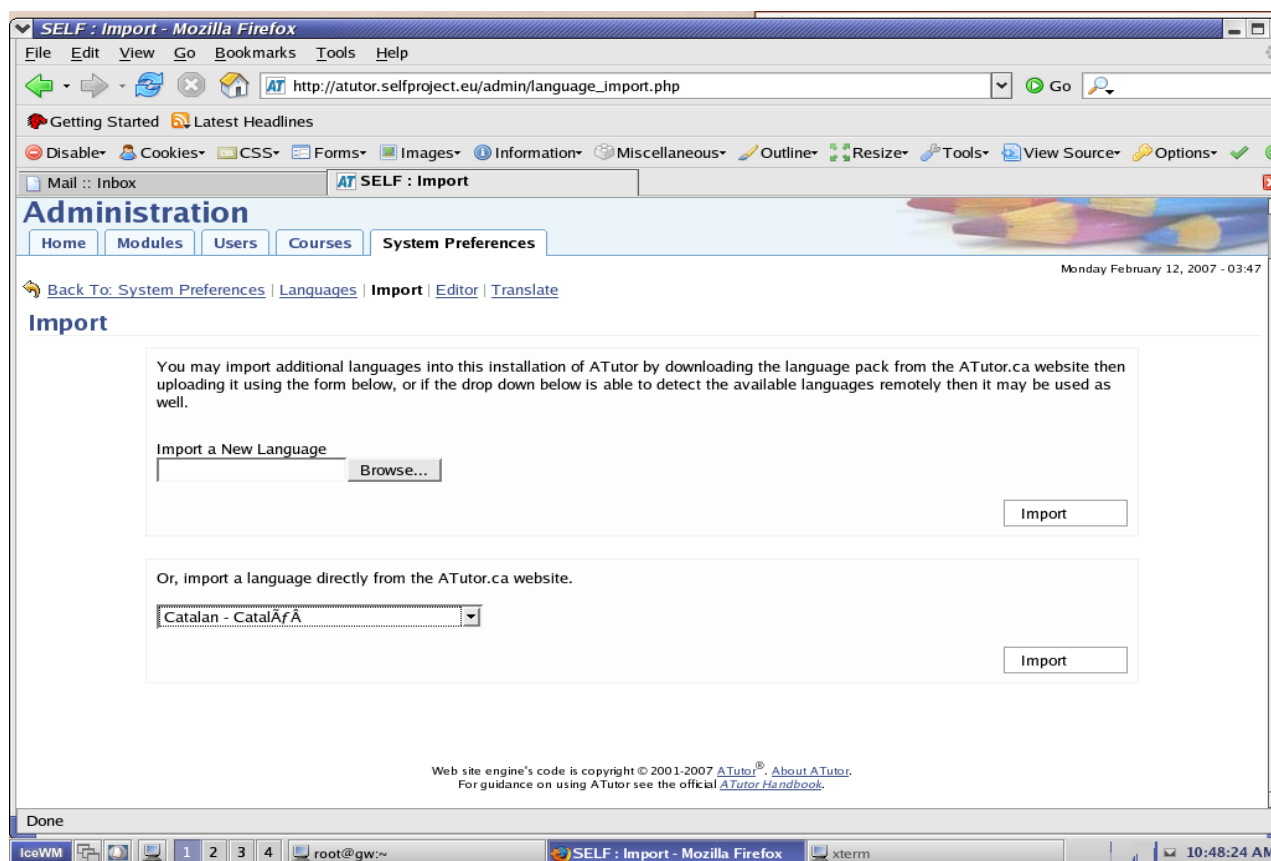 SELF : Import - Mozilla Firefox
File Edit View Go Bookmarks Tools Help
AT http://atutor.selfproject.eu/admin/language_import.php Go
Getting Started Latest Headlines
Disable Cookies CSS Forms Images Information Miscellaneous Outline Resize Tools View Source Options
Mail :: Inbox AT SELF : Import
Administration
Home Modules Users Courses System Preferences
Monday February 12, 2007 - 03:47
Back To: System Preferences | Languages | Import | Editor | Translate
Import
You may import additional languages into this installation of ATutor by downloading the language pack from the ATutor.ca website then
uploading it using the form below, or if the drop down below is able to detect the available languages remotely then it may be used as
well.
Import a New Language
Browse...
Import
Or, import a language directly from the ATutor.ca website.
Catalan - CatalÃƒÂ
Import
Web site engine's code is copyright © 2001-2007 ATutor®. About ATutor.
For guidance on using ATutor see the official ATutor Handbook.
Done
IceWM 1 2 3 4 root@gw:~ SELF : Import - Mozilla Firefox xterm 10:48:24 AM